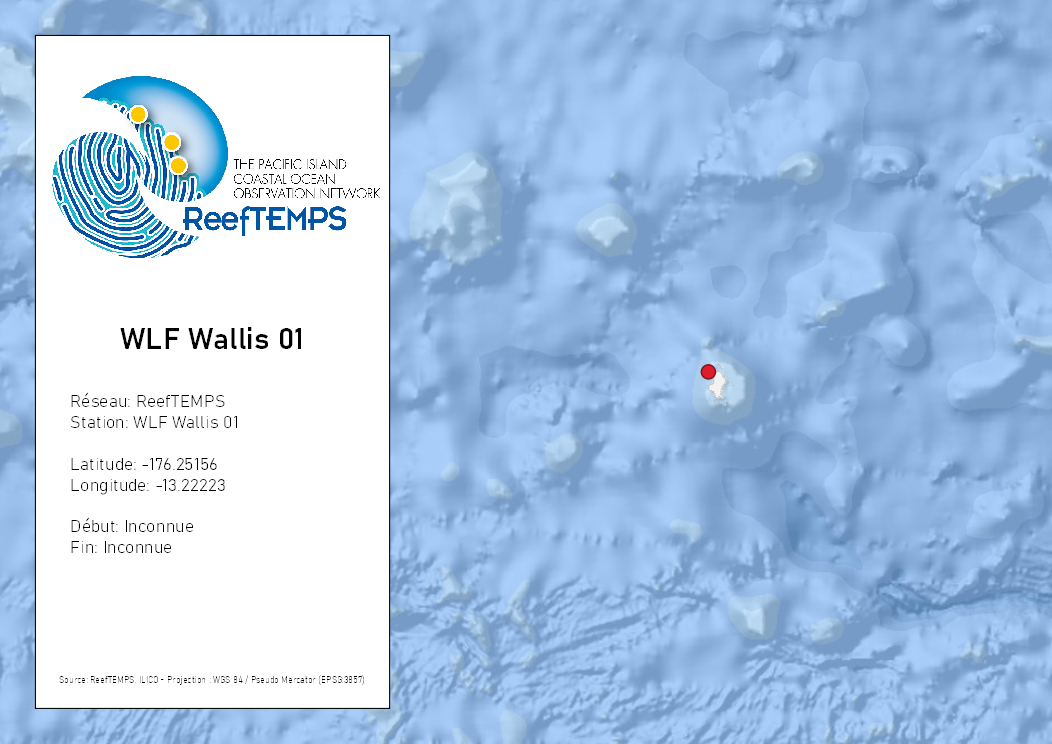 THE PACIFIC ISLAND
COASTAL OCEAN
OBSERVATION NETWORK
ReefTEMPS
WLF Wallis 01
Réseau: ReefTEMPS
Station: WLF Wallis 01
Latitude: -176.25156
Longitude: -13.22223
Début: Inconnue
Fin: Inconnue
Source: ReefTEMPS, ILICO - Projection : WGS 84 / Pseudo Mercator (EPSG:3857)